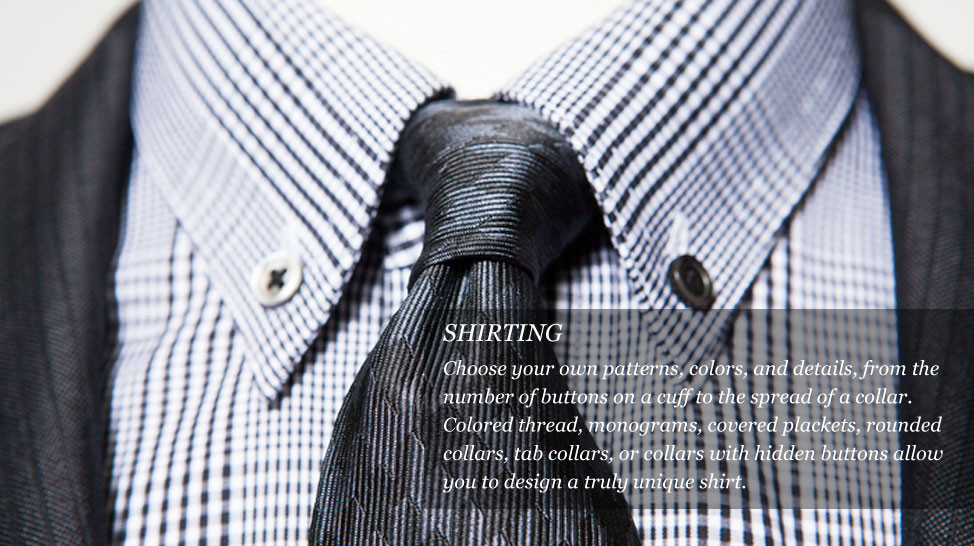 SHIRTING
Choose your own patterns, colors, and details, from the
number of buttons on a cuff to the spread of a collar.
Colored thread, monograms, covered plackets, rounded
collars, tab collars, or collars with hidden buttons allow
you to design a truly unique shirt.